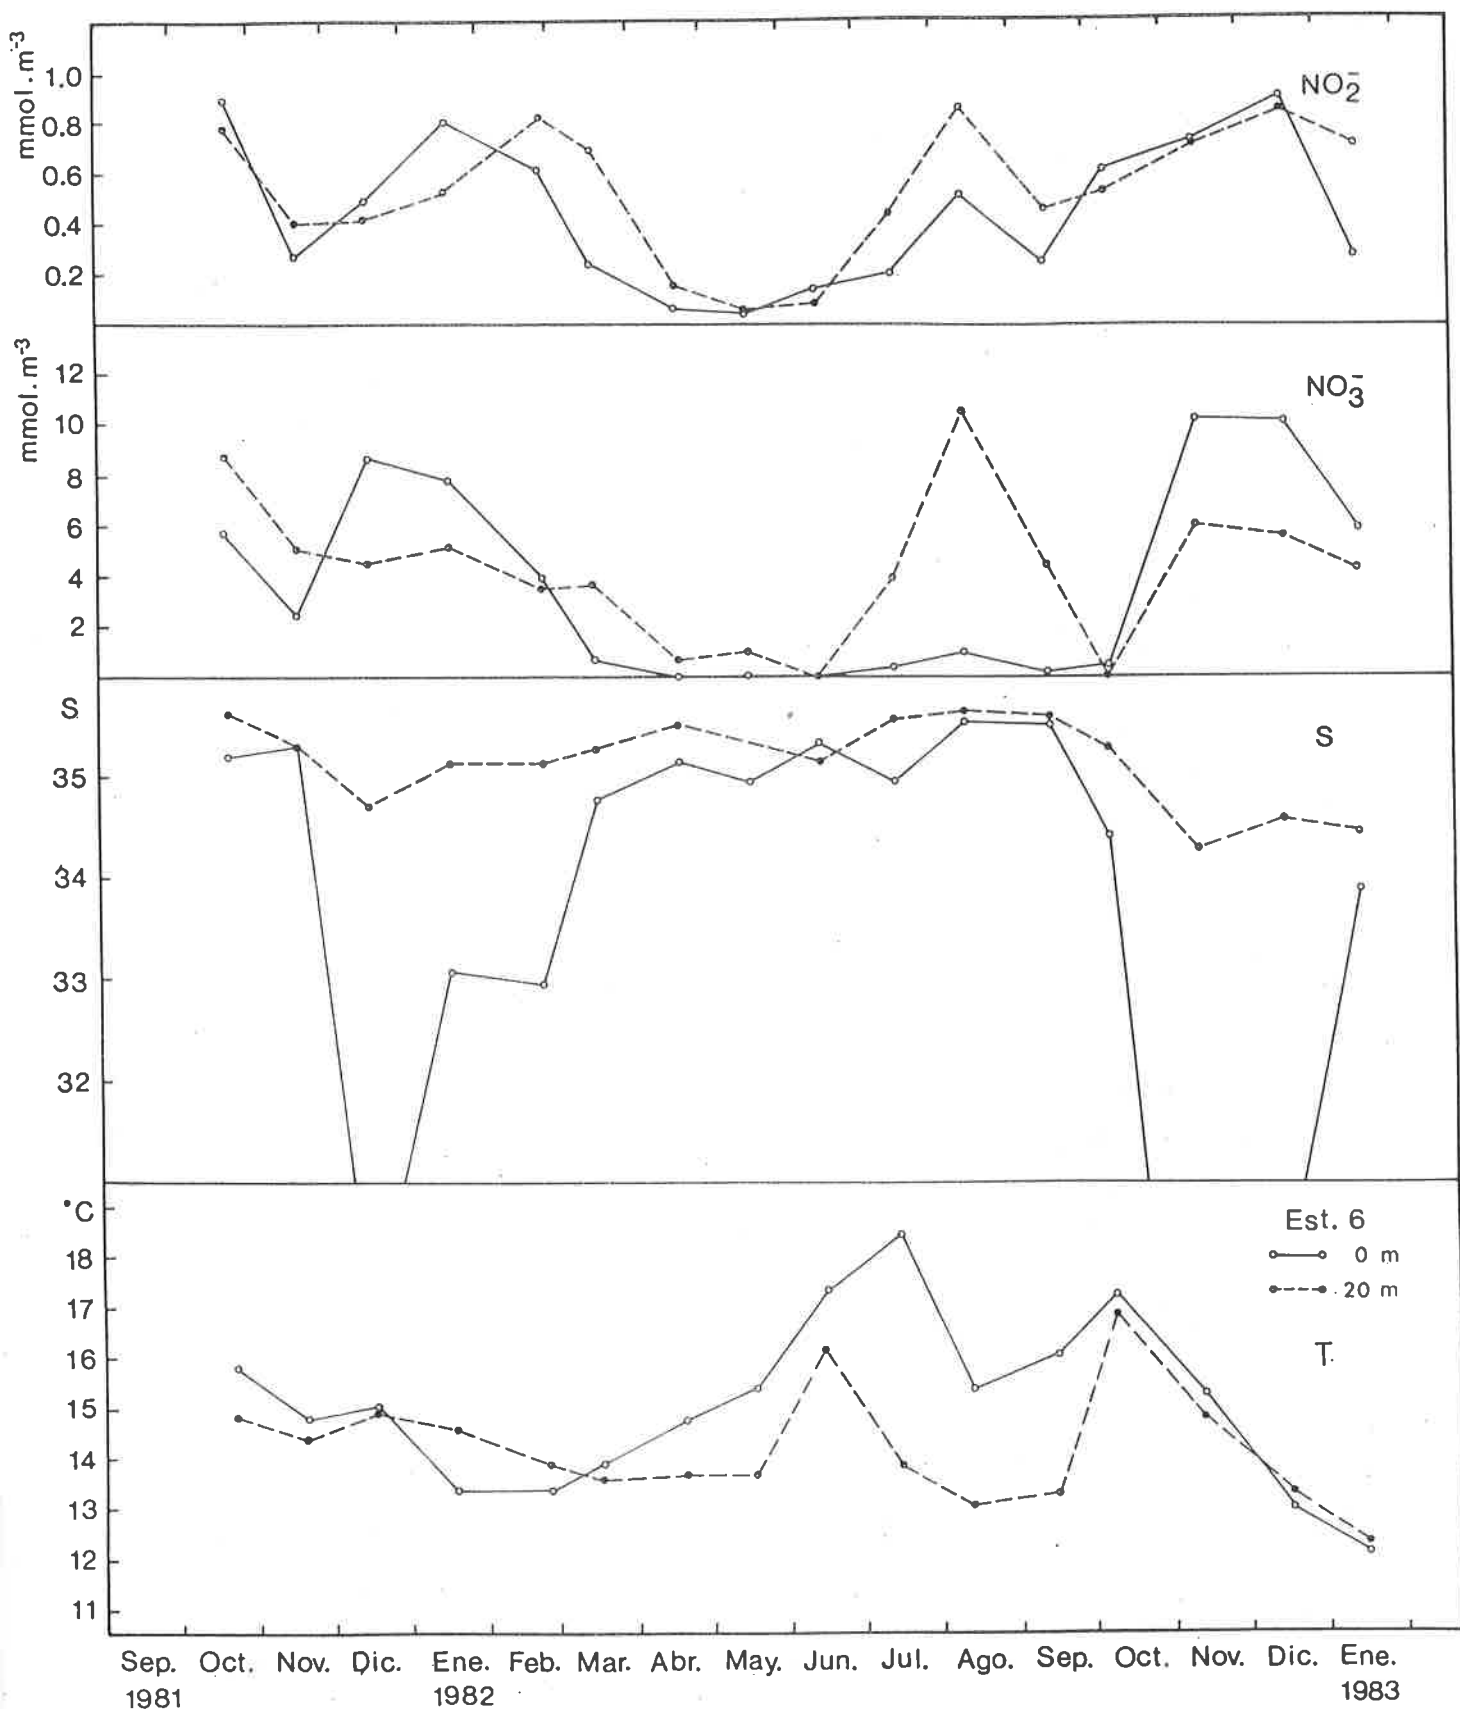 mmol.m⁻³
1.0
0.8
0.6
0.4
0.2
NO₂⁻
mmol.m⁻³
12
10
8
6
4
2
NO₃⁻
S
35
34
33
32
S
°C
18
17
16
15
14
13
12
11
Est. 6
0 m
20 m
T
Sep. Oct. Nov. Dic. Ene. Feb. Mar. Abr. May. Jun. Jul. Ago. Sep. Oct. Nov. Dic. Ene.
1981 1982 1983